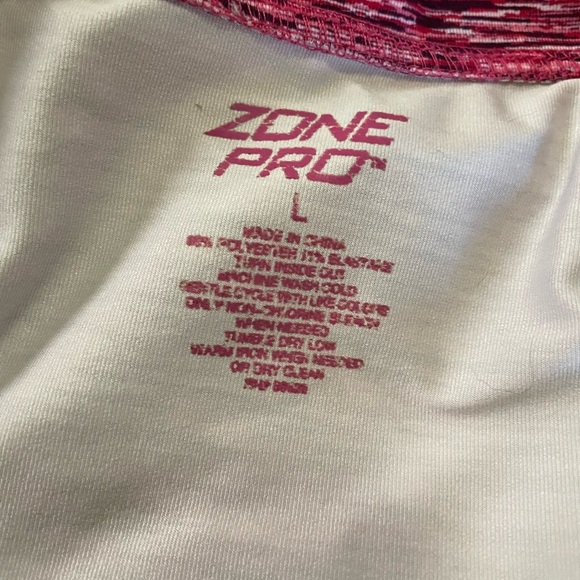 ZONE
PRO
L
MADE IN CHINA
POLYESTER 11% ELASTANE
TURN INSIDE OUT
MACHINE WASH COLD
GENTLE CYCLE WITH LIKE COLORS
ONLY NON-CHLORINE BLEACH
WHEN NEEDED
TUMBLE DRY LOW
WARM IRON WHEN NEEDED
OR DRY CLEAN